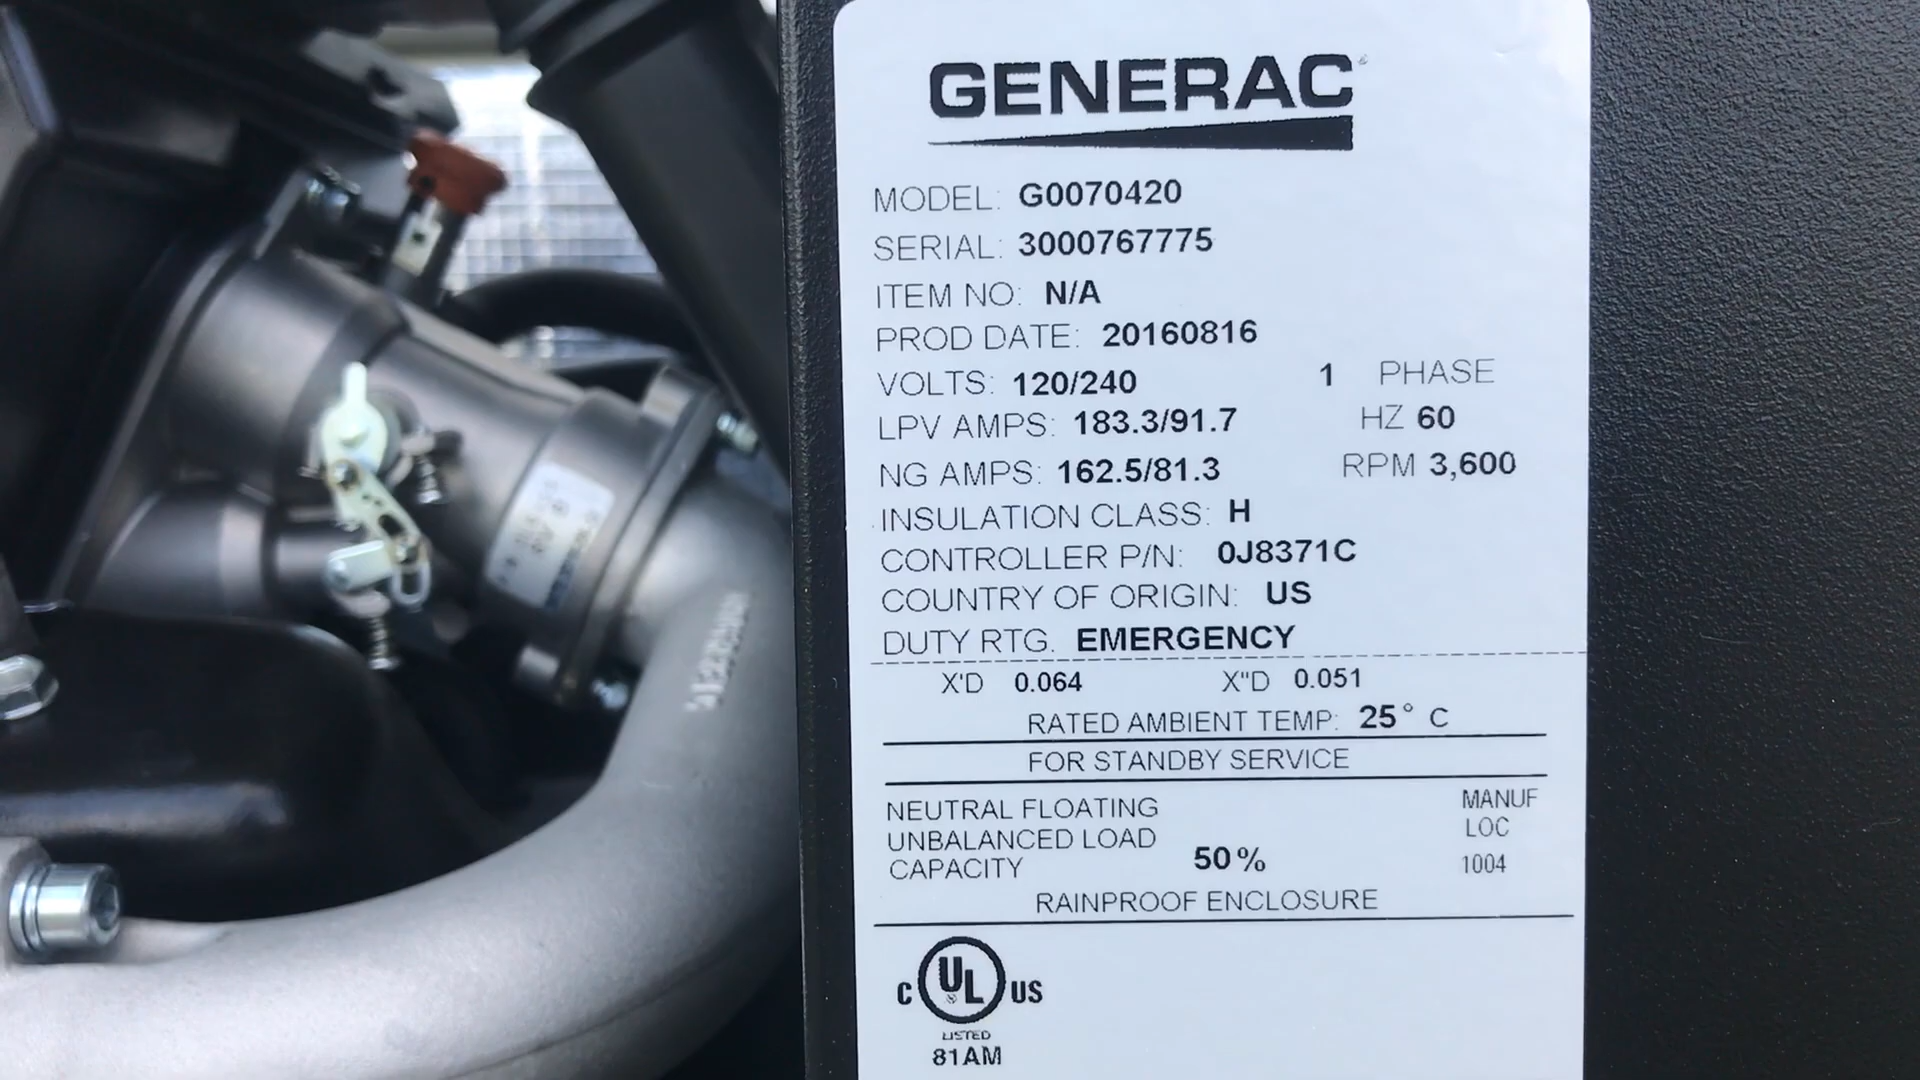 GENERAC
MODEL: G0070420
SERIAL: 3000767775
ITEM NO: N/A
PROD DATE: 20160816
VOLTS: 120/240 1 PHASE
LPV AMPS: 183.3/91.7 HZ 60
NG AMPS: 162.5/81.3 RPM 3,600
INSULATION CLASS: H
CONTROLLER P/N: 0J8371C
COUNTRY OF ORIGIN: US
DUTY RTG. EMERGENCY
X'D 0.064 X"D 0.051
RATED AMBIENT TEMP: 25° C
FOR STANDBY SERVICE
NEUTRAL FLOATING
UNBALANCED LOAD
CAPACITY 50%
MANUF
LOC
1004
RAINPROOF ENCLOSURE
C UL US
LISTED
81AM